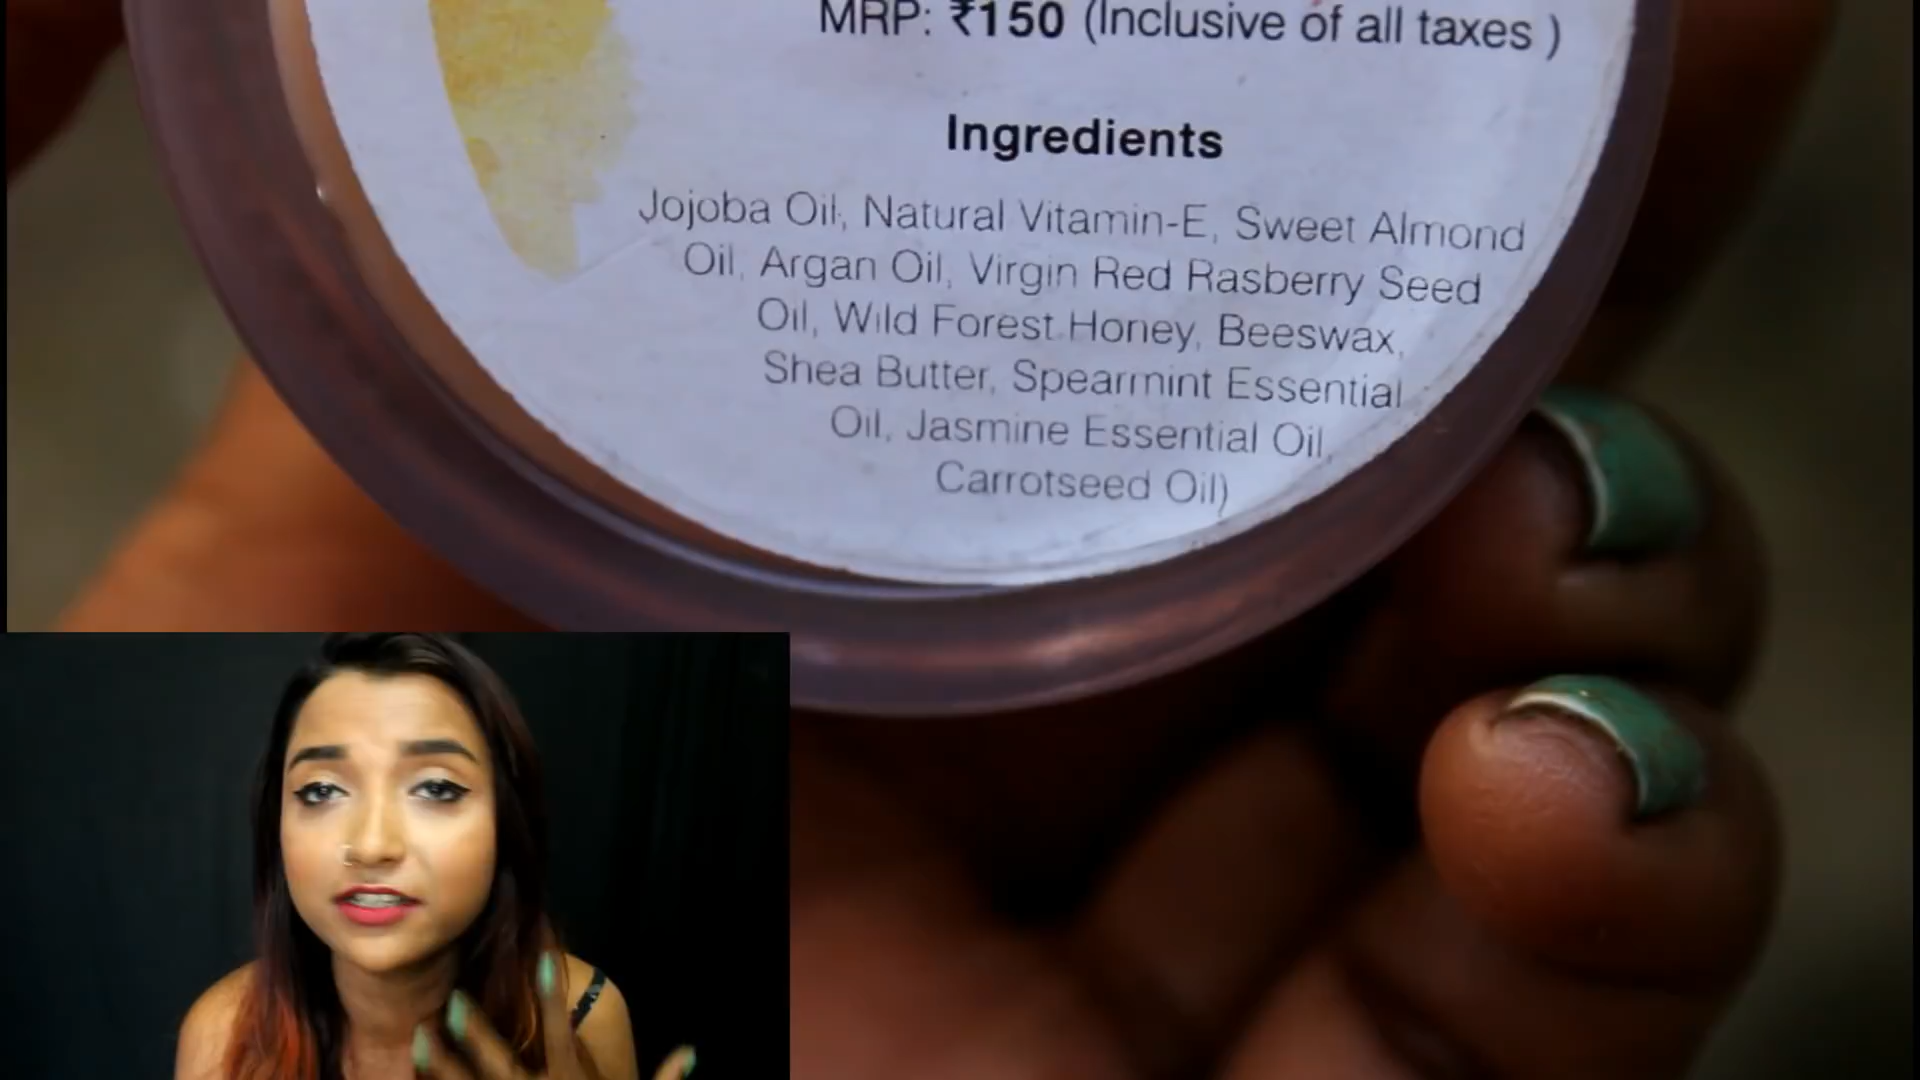 MRP: ₹150 (Inclusive of all taxes )
Ingredients
Jojoba Oil, Natural Vitamin-E, Sweet Almond
Oil, Argan Oil, Virgin Red Rasberry Seed
Oil, Wild Forest Honey, Beeswax,
Shea Butter, Spearmint Essential
Oil, Jasmine Essential Oil,
Carrotseed Oil)